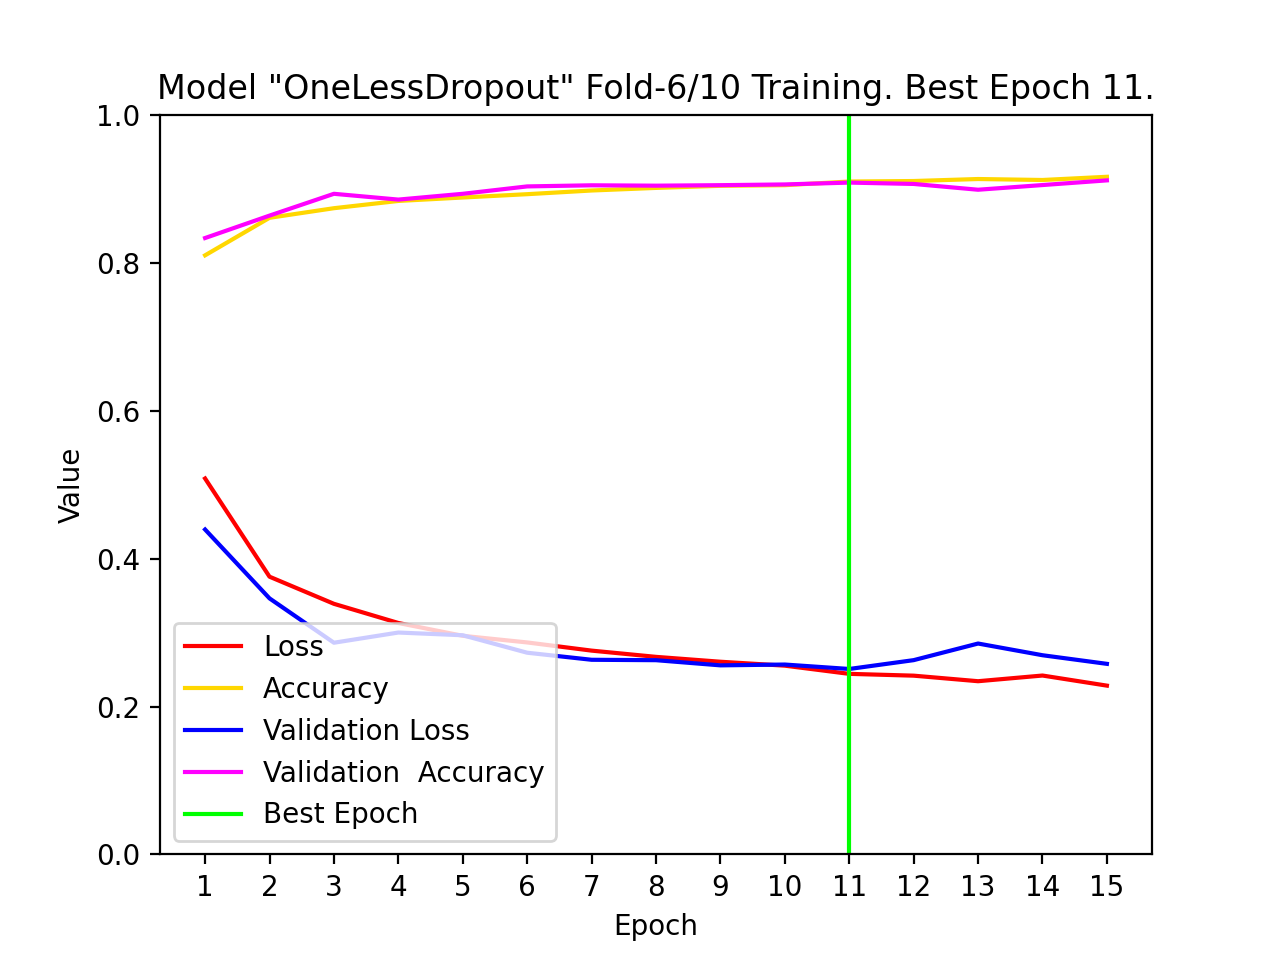 Model "OneLessDropout" Fold-6/10 Training. Best Epoch 11.
1.0
0.8
0.6
0.4
0.2
0.0
Value
Loss
Accuracy
Validation Loss
Validation  Accuracy
Best Epoch
1 2 3 4 5 6 7 8 9 10 11 12 13 14 15
Epoch